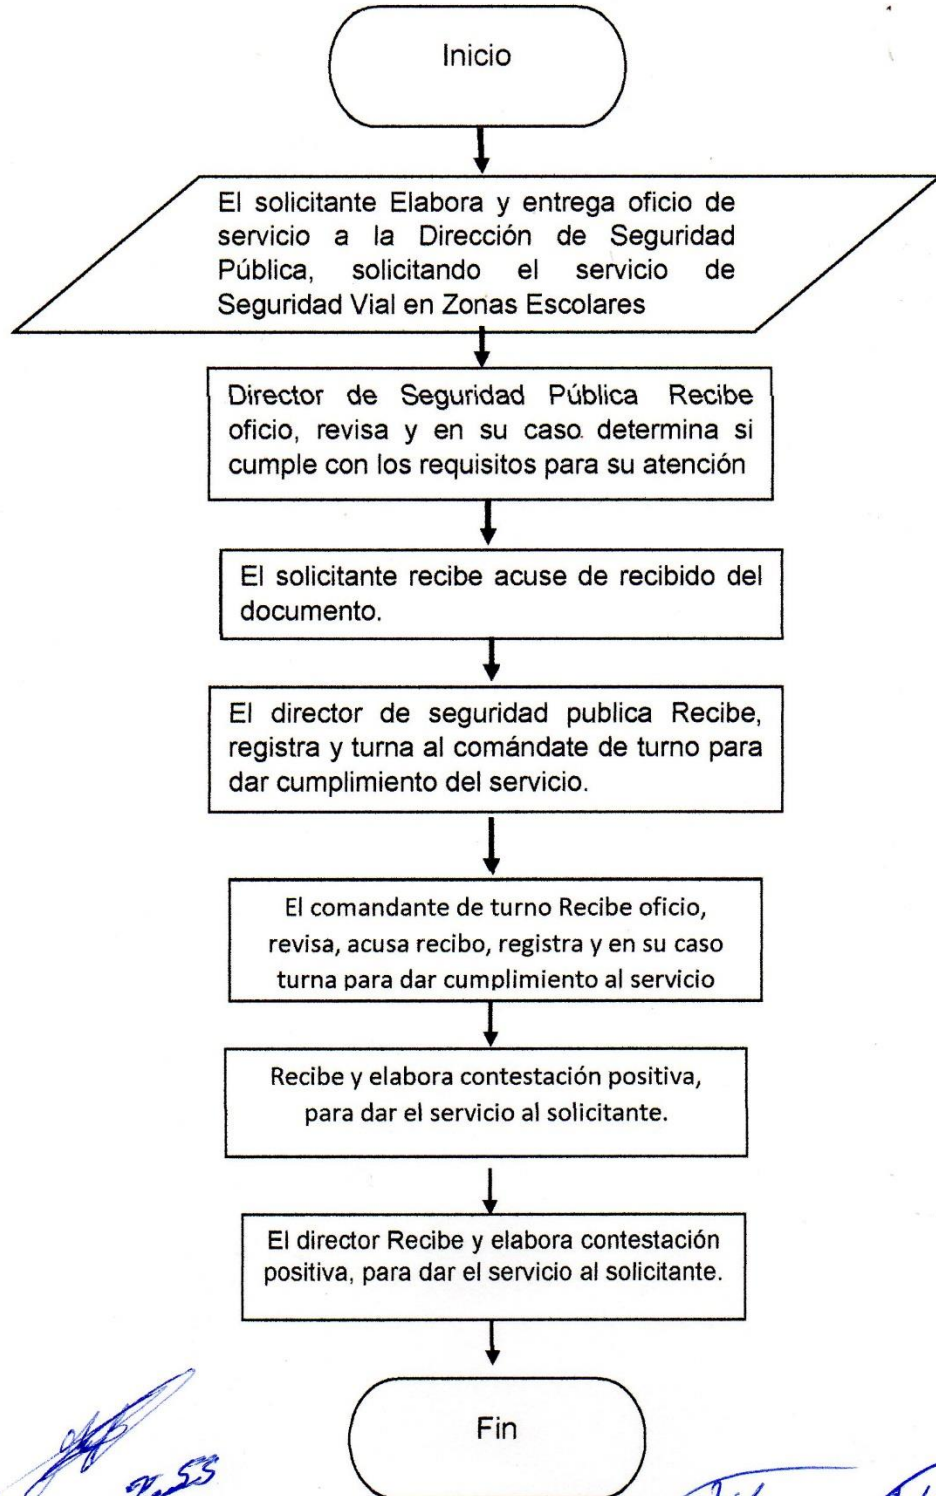 Inicio
El solicitante Elabora y entrega oficio de
servicio a la Dirección de Seguridad
Pública, solicitando el servicio de
Seguridad Vial en Zonas Escolares
Director de Seguridad Pública Recibe
oficio, revisa y en su caso determina si
cumple con los requisitos para su atención
El solicitante recibe acuse de recibido del
documento.
El director de seguridad publica Recibe,
registra y turna al comándate de turno para
dar cumplimiento del servicio.
El comandante de turno Recibe oficio,
revisa, acusa recibo, registra y en su caso
turna para dar cumplimiento al servicio
Recibe y elabora contestación positiva,
para dar el servicio al solicitante.
El director Recibe y elabora contestación
positiva, para dar el servicio al solicitante.
Fin